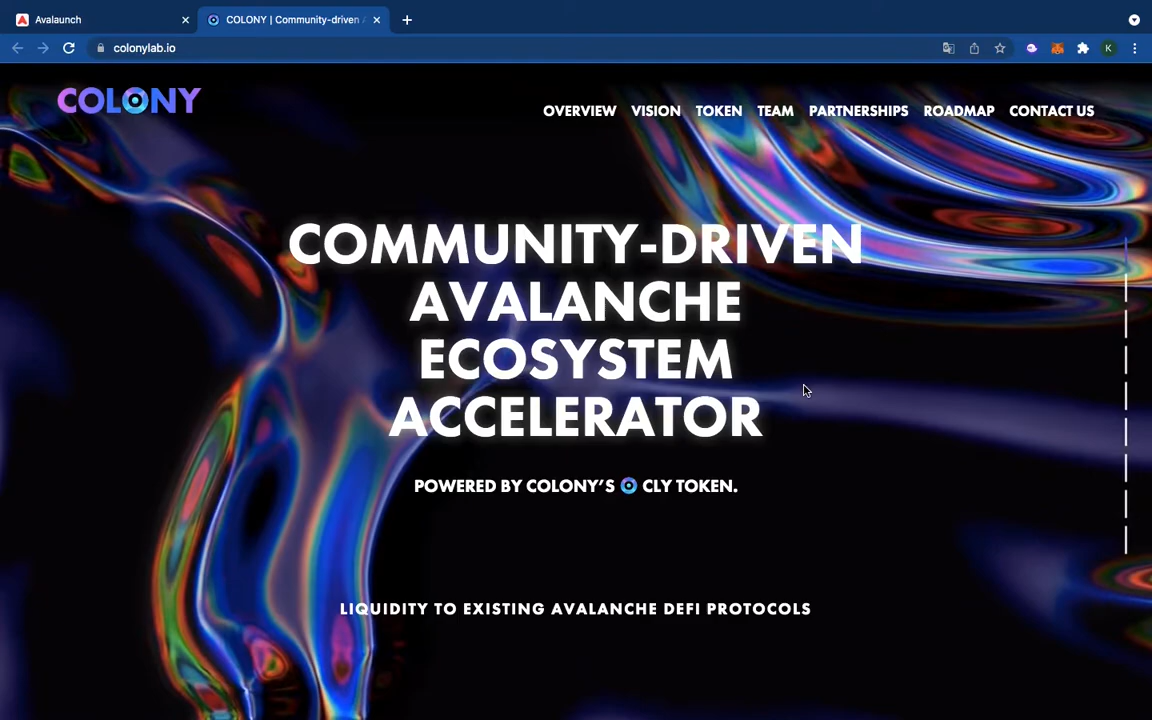 Avalaunch
COLONY | Community-driven A
colonylab.io
K
COLONY
OVERVIEW VISION TOKEN TEAM PARTNERSHIPS ROADMAP CONTACT US
COMMUNITY-DRIVEN
AVALANCHE
ECOSYSTEM
ACCELERATOR
POWERED BY COLONY’S CLY TOKEN.
LIQUIDITY TO EXISTING AVALANCHE DEFI PROTOCOLS